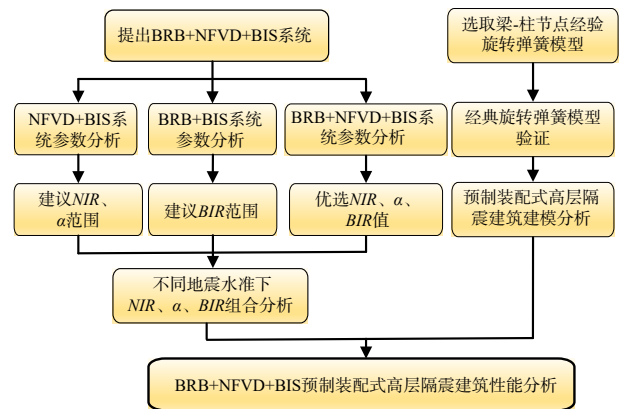 提出BRB+NFVD+BIS系统
选取梁-柱节点经验
旋转弹簧模型
NFVD+BIS系
统参数分析
BRB+BIS系统
参数分析
BRB+NFVD+BIS系
统参数分析
经典旋转弹簧模型
验证
建议NIR、
α范围
建议BIR范围
优选NIR、α、
BIR值
预制装配式高层隔
震建筑建模分析
不同地震水准下
NIR、α、BIR组合分析
BRB+NFVD+BIS预制装配式高层隔震建筑性能分析